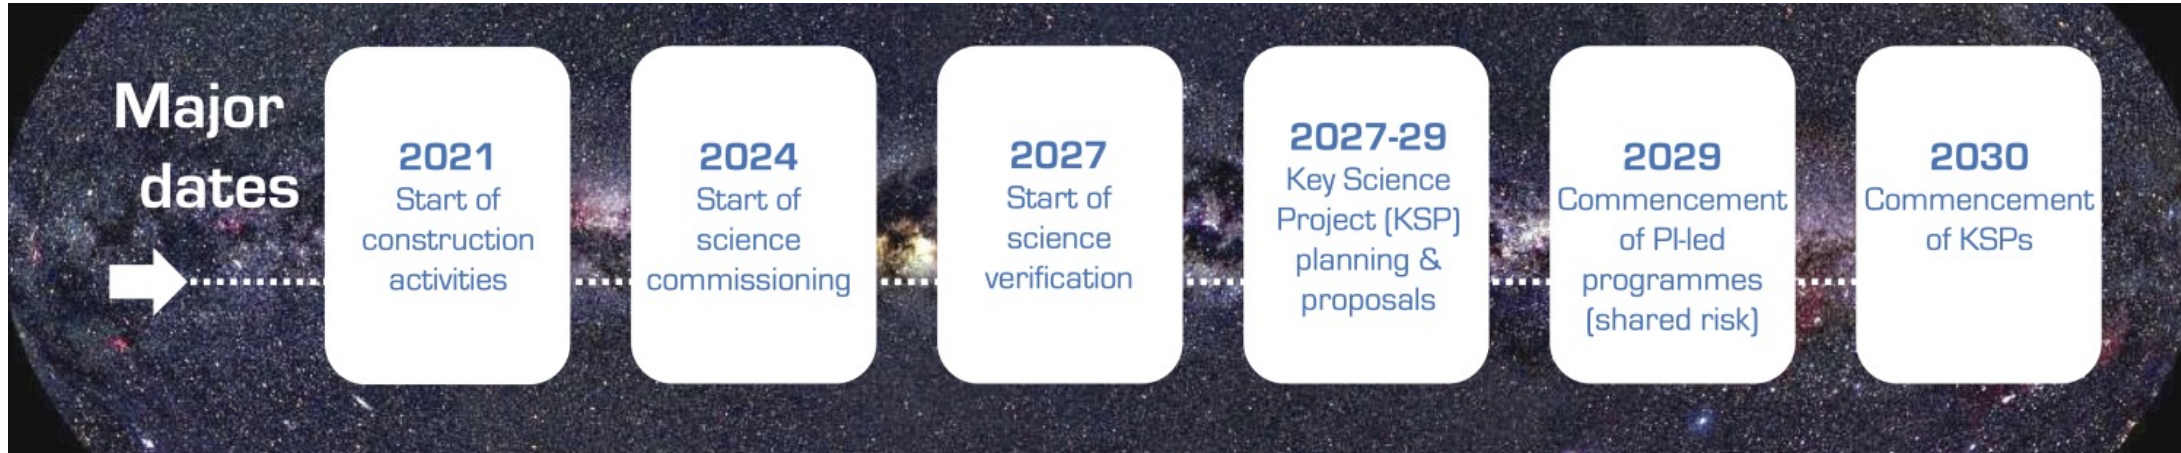 Major
dates
2021
Start of
construction
activities
2024
Start of
science
commissioning
2027
Start of
science
verification
2027-29
Key Science
Project (KSP)
planning &
proposals
2029
Commencement
of PI-led
programmes
(shared risk)
2030
Commencement
of KSPs